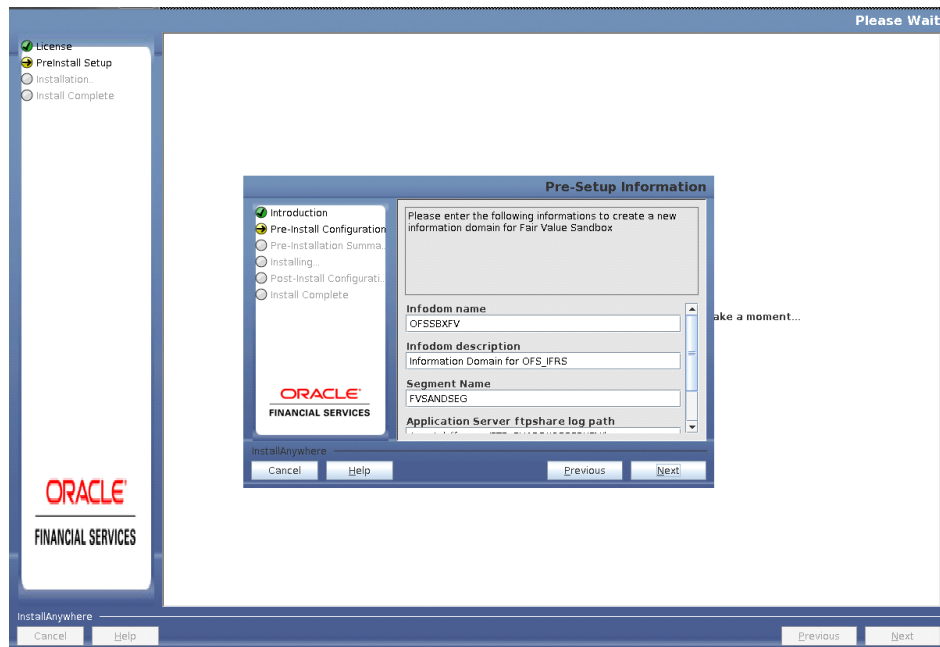 Please Wait
License
PreInstall Setup
Installation..
Install Complete
Pre-Setup Information
Introduction
Pre-Install Configuration
Pre-Installation Summa..
Installing...
Post-Install Configurati..
Install Complete
Please enter the following informations to create a new
information domain for Fair Value Sandbox
Infodom name
OFSSBXFV
Infodom description
Information Domain for OFS_IFRS
Segment Name
FVSANDSEG
Application Server ftpshare log path
ake a moment...
ORACLE
FINANCIAL SERVICES
InstallAnywhere
Cancel
Help
Previous
Next
ORACLE
FINANCIAL SERVICES
InstallAnywhere
Cancel
Help
Previous
Next